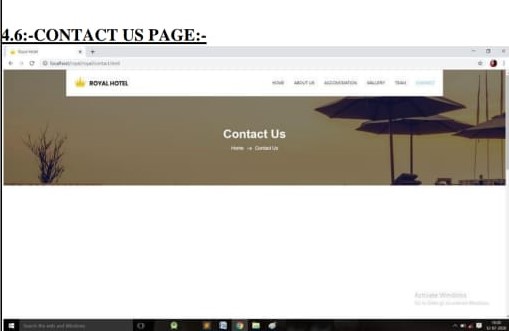 4.6:-CONTACT US PAGE:-
Royal Hotel
localhost/royal/royal/contact.html
ROYAL HOTEL HOME ABOUT US ACCOMODATION GALLERY TEAM CONTACT
Contact Us
Home → Contact Us
Activate Windows
Go to Settings to activate Windows.
Search the web and Windows